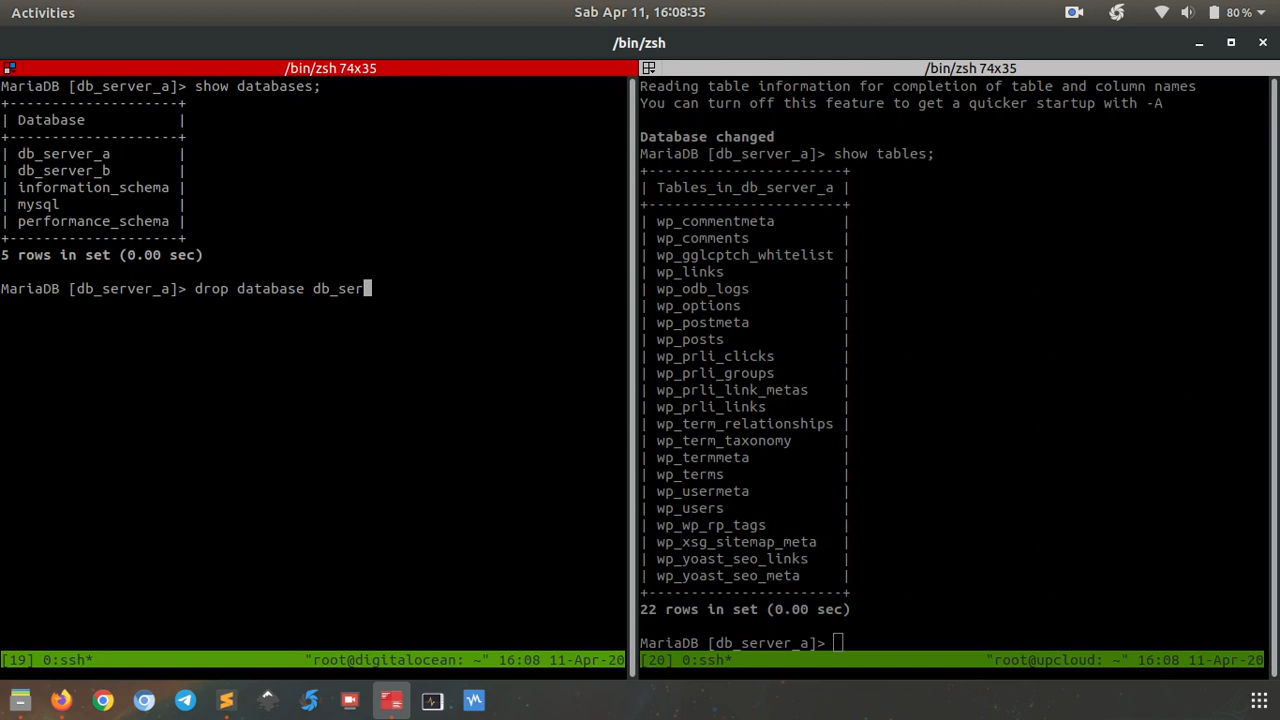 Activities
Sab Apr 11, 16:08:35
80 %
/bin/zsh
/bin/zsh 74x35
MariaDB [db_server_a]> show databases;
+--------------------+
| Database           |
+--------------------+
| db_server_a        |
| db_server_b        |
| information_schema |
| mysql              |
| performance_schema |
+--------------------+
5 rows in set (0.00 sec)
MariaDB [db_server_a]> drop database db_ser
[19] 0:ssh*
"root@digitalocean: ~" 16:08 11-Apr-20
/bin/zsh 74x35
Reading table information for completion of table and column names
You can turn off this feature to get a quicker startup with -A
Database changed
MariaDB [db_server_a]> show tables;
+-----------------------+
| Tables_in_db_server_a |
+-----------------------+
| wp_commentmeta        |
| wp_comments           |
| wp_gglcptch_whitelist |
| wp_links              |
| wp_odb_logs           |
| wp_options            |
| wp_postmeta           |
| wp_posts              |
| wp_prli_clicks        |
| wp_prli_groups        |
| wp_prli_link_metas    |
| wp_prli_links         |
| wp_term_relationships |
| wp_term_taxonomy      |
| wp_termmeta           |
| wp_terms              |
| wp_usermeta           |
| wp_users              |
| wp_wp_rp_tags         |
| wp_xsg_sitemap_meta   |
| wp_yoast_seo_links    |
| wp_yoast_seo_meta     |
+-----------------------+
22 rows in set (0.00 sec)
MariaDB [db_server_a]>
[20] 0:ssh*
"root@upcloud: ~" 16:08 11-Apr-20